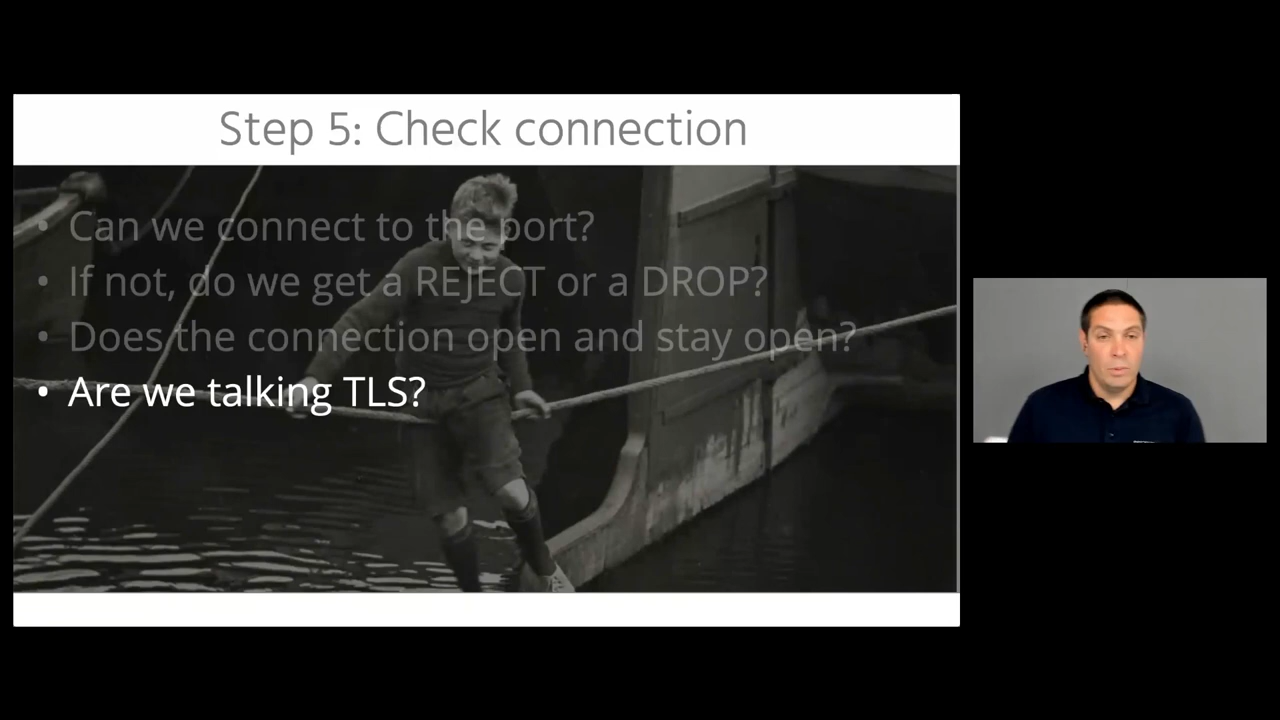 Step 5: Check connection
• Can we connect to the port?
• If not, do we get a REJECT or a DROP?
• Does the connection open and stay open?
• Are we talking TLS?